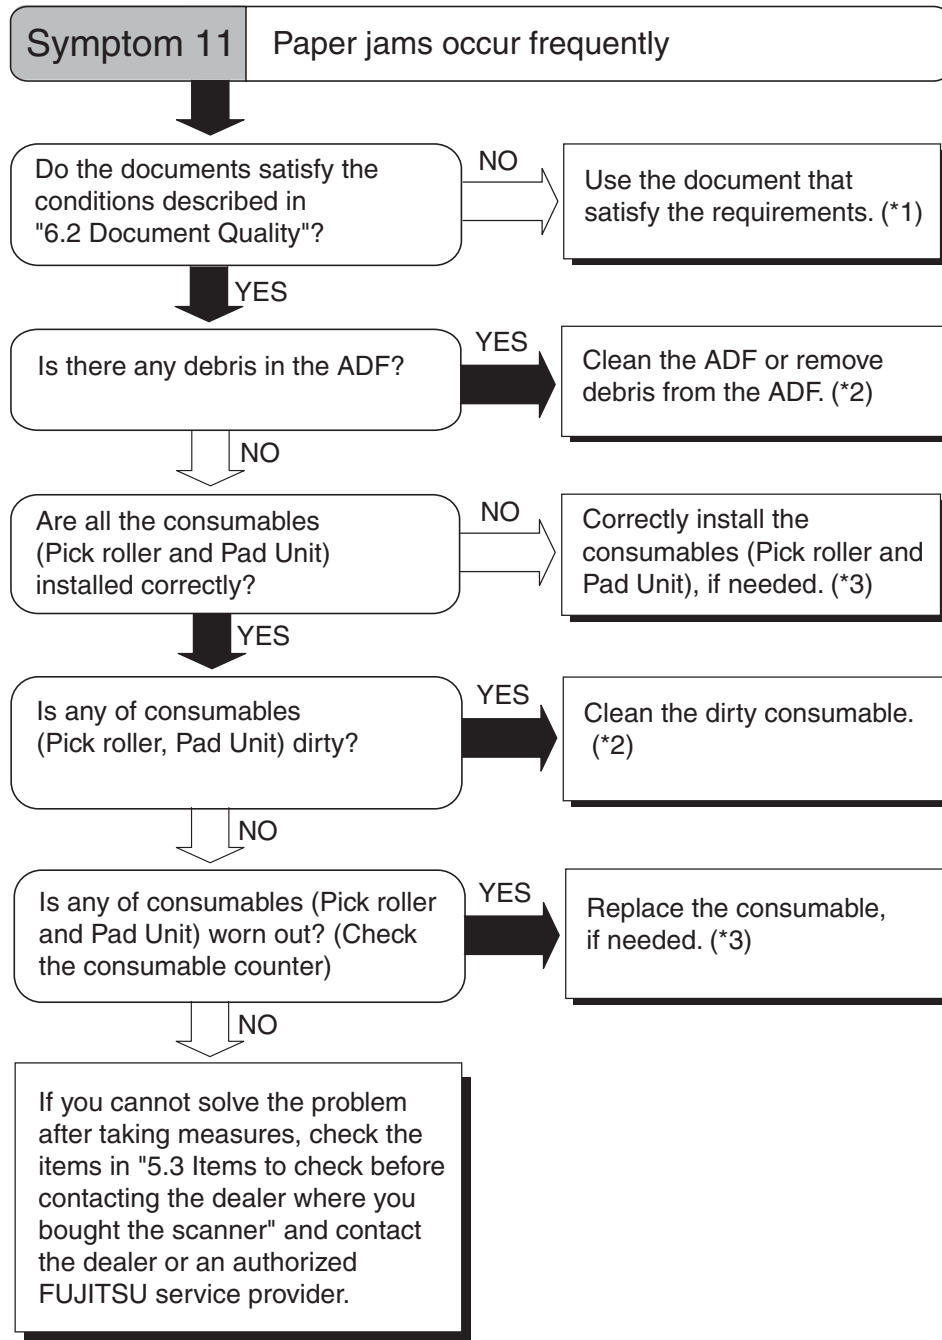 Symptom 11
Paper jams occur frequently
Do the documents satisfy the
conditions described in
"6.2 Document Quality"?
NO
Use the document that
satisfy the requirements. (*1)
YES
Is there any debris in the ADF?
YES
Clean the ADF or remove
debris from the ADF. (*2)
NO
Are all the consumables
(Pick roller and Pad Unit)
installed correctly?
NO
Correctly install the
consumables (Pick roller and
Pad Unit), if needed. (*3)
YES
Is any of consumables
(Pick roller, Pad Unit) dirty?
YES
Clean the dirty consumable.
(*2)
NO
Is any of consumables (Pick roller
and Pad Unit) worn out? (Check
the consumable counter)
YES
Replace the consumable,
if needed. (*3)
NO
If you cannot solve the problem
after taking measures, check the
items in "5.3 Items to check before
contacting the dealer where you
bought the scanner" and contact
the dealer or an authorized
FUJITSU service provider.